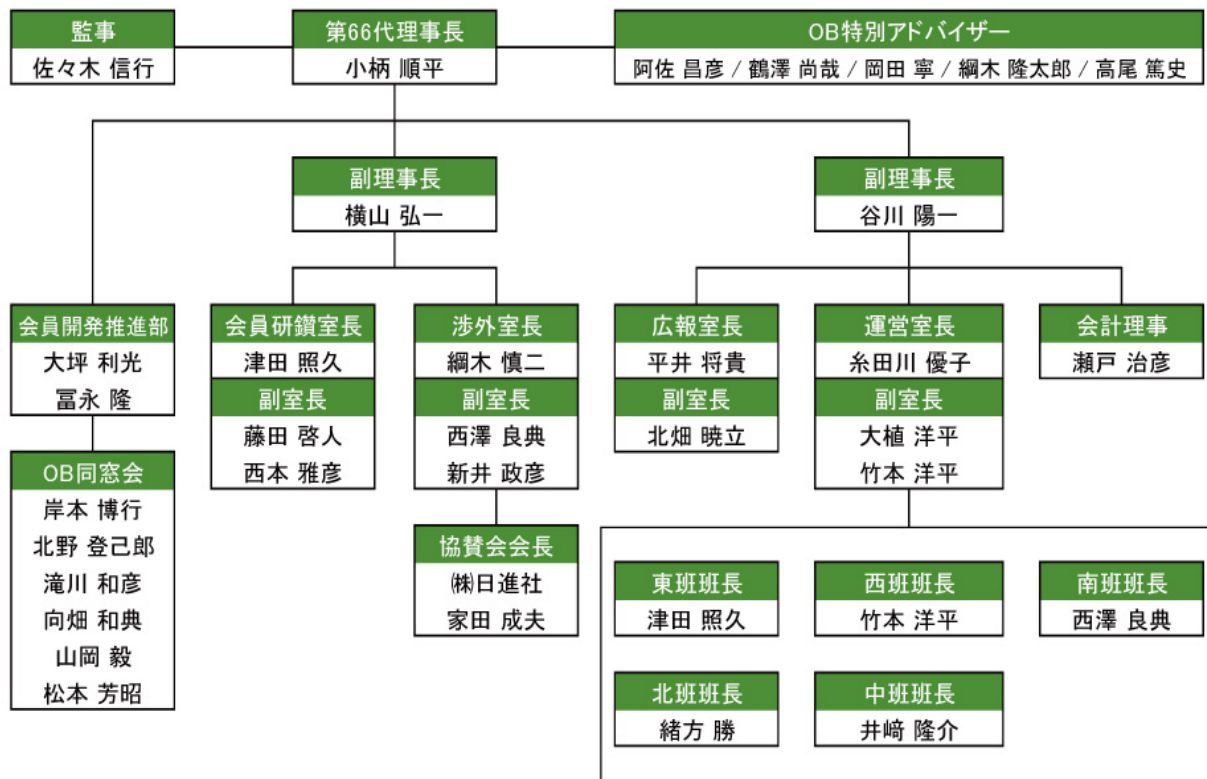 監事
佐々木 信行
第66代理事長
小柄 順平
OB特別アドバイザー
阿佐 昌彦 / 鶴澤 尚哉 / 岡田 寧 / 綱木 隆太郎 / 高尾 篤史
副理事長
横山 弘一
副理事長
谷川 陽一
会員開発推進部
大坪 利光
冨永 隆
OB同窓会
岸本 博行
北野 登己郎
滝川 和彦
向畑 和典
山岡 毅
松本 芳昭
会員研鑽室長
津田 照久
副室長
藤田 啓人
西本 雅彦
渉外室長
綱木 慎二
副室長
西澤 良典
新井 政彦
協賛会会長
㈱日進社
家田 成夫
広報室長
平井 将貴
副室長
北畑 暁立
運営室長
糸田川 優子
副室長
大植 洋平
竹本 洋平
会計理事
瀬戸 治彦
東班班長
津田 照久
西班班長
竹本 洋平
南班班長
西澤 良典
北班班長
緒方 勝
中班班長
井﨑 隆介